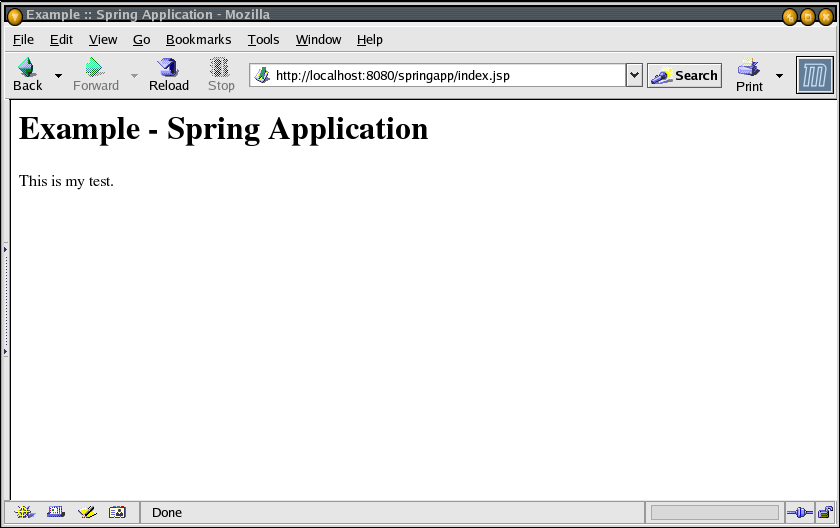 Example :: Spring Application - Mozilla
File Edit View Go Bookmarks Tools Window Help
Back Forward Reload Stop http://localhost:8080/springapp/index.jsp Search Print
Example - Spring Application
This is my test.
Done